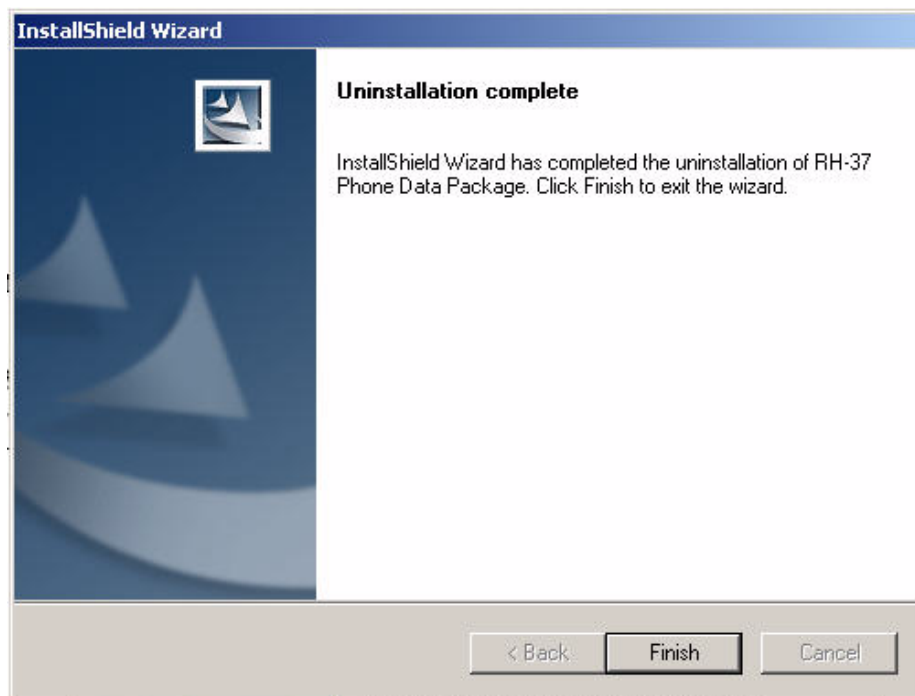 InstallShield Wizard
Uninstallation complete
InstallShield Wizard has completed the uninstallation of RH-37
Phone Data Package. Click Finish to exit the wizard.
< Back
Finish
Cancel